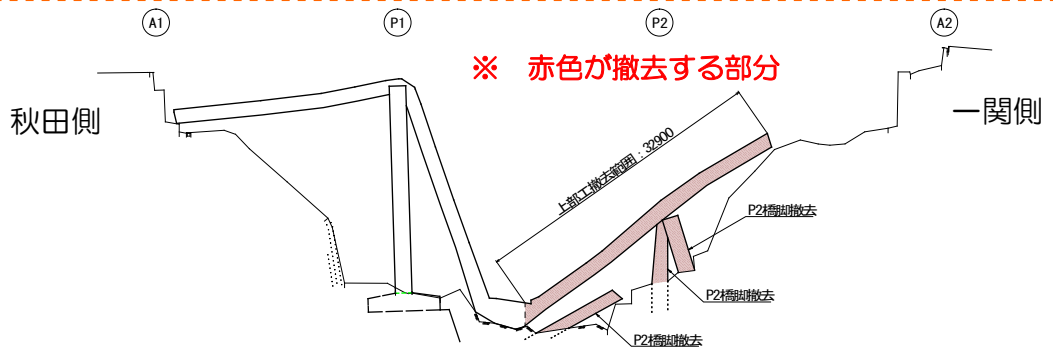 A1
P1
P2
A2
※ 赤色が撤去する部分
秋田側
一関側
上部工撤去範囲:32900
P2橋脚撤去
P2橋脚撤去
P2橋脚撤去